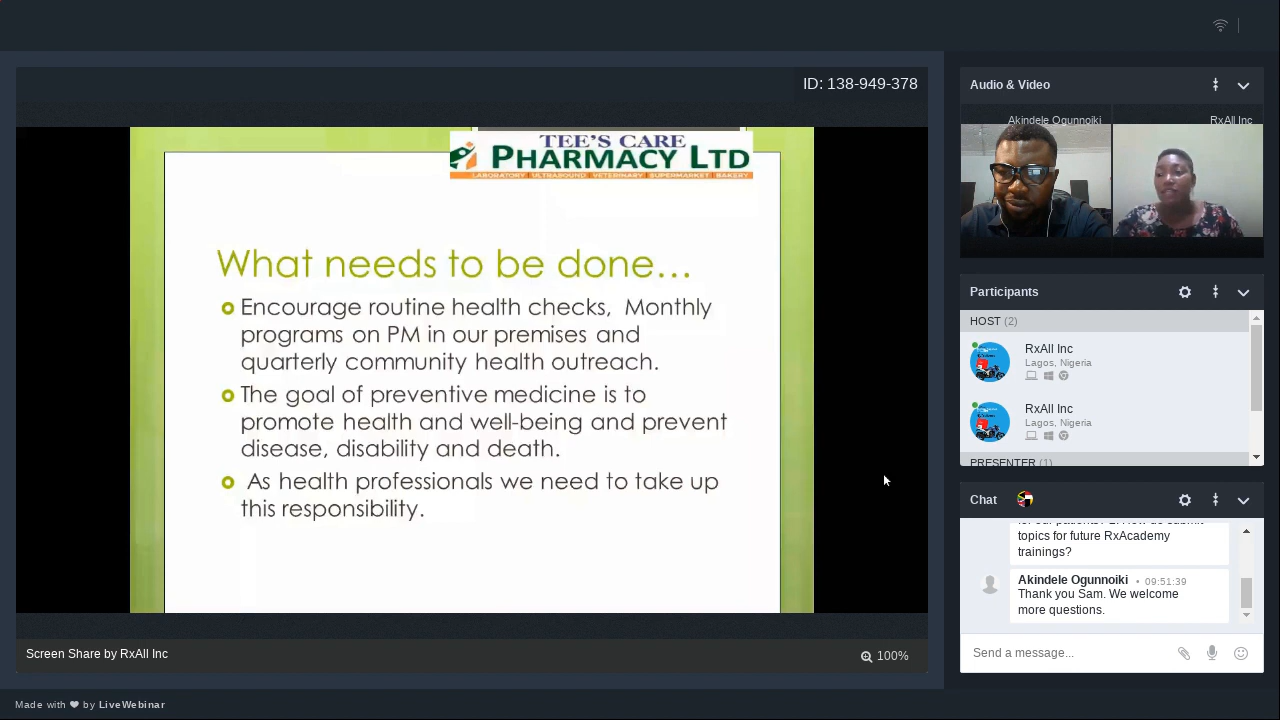 ID: 138-949-378
TEE'S CARE
PHARMACY LTD
LABORATORY | ULTRASOUND | VETERINARY | SUPERMARKET | BAKERY
What needs to be done...
Encourage routine health checks, Monthly
programs on PM in our premises and
quarterly community health outreach.
The goal of preventive medicine is to
promote health and well-being and prevent
disease, disability and death.
As health professionals we need to take up
this responsibility.
Screen Share by RxAll Inc
100%
Audio & Video
Akindele Ogunnoiki
RxAll Inc
Participants
HOST (2)
RxAll Inc
Lagos, Nigeria
RxAll Inc
Lagos, Nigeria
PRESENTER (1)
Chat
topics for future RxAcademy
trainings?
Akindele Ogunnoiki • 09:51:39
Thank you Sam. We welcome
more questions.
Send a message...
Made with ❤ by LiveWebinar